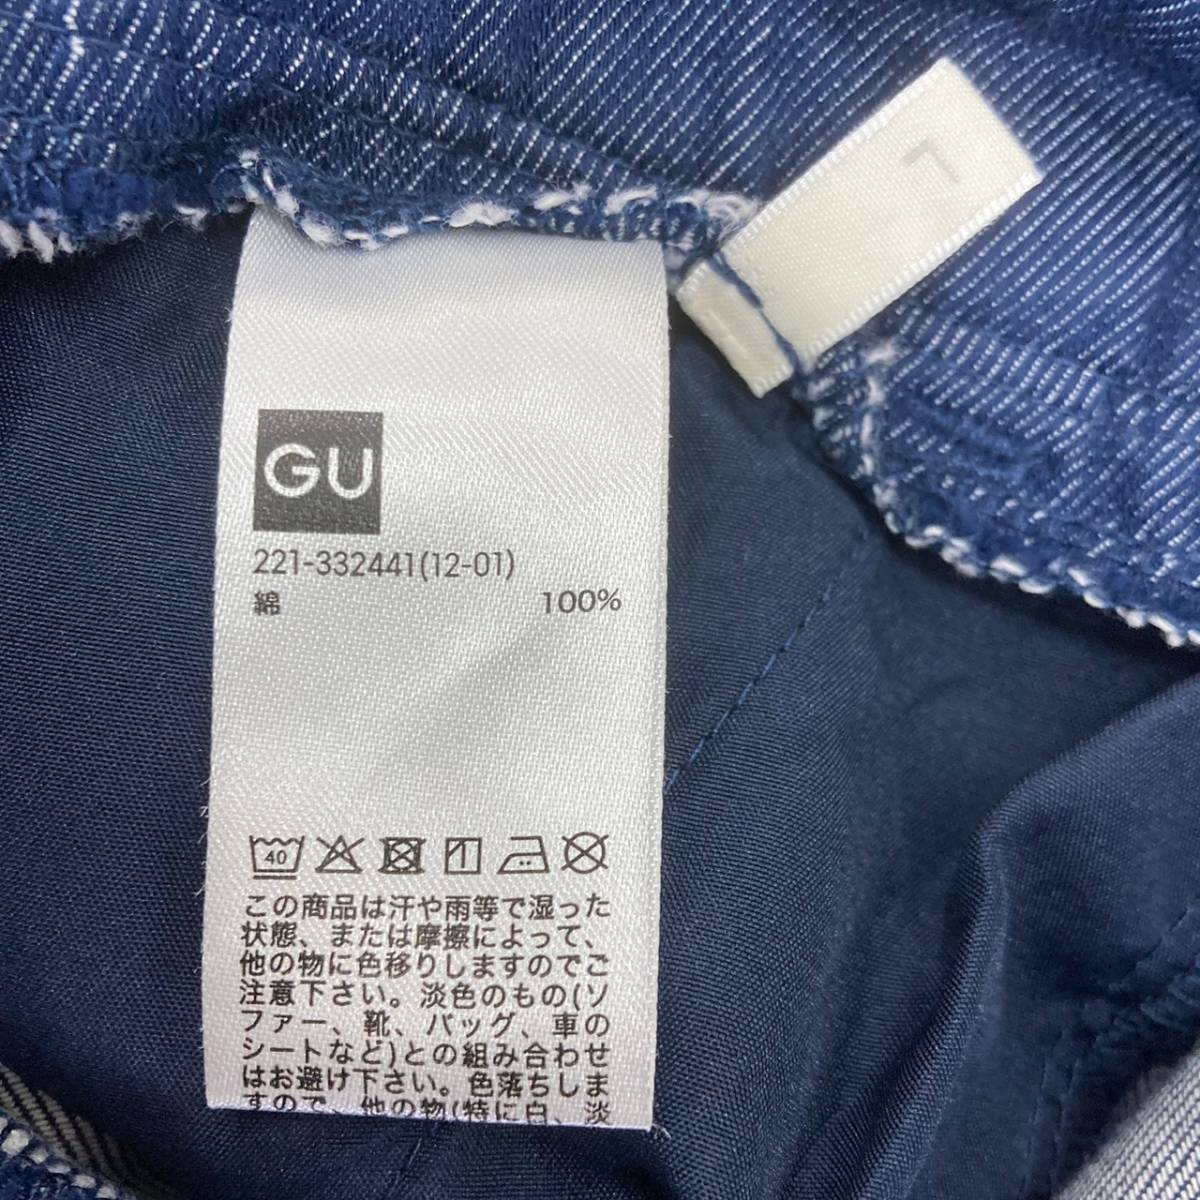 L
GU
221-332441(12-01)
綿 100%
40
この商品は汗や雨等で湿った
状態、または摩擦によって、
他の物に色移りしますのでご
注意下さい。淡色のもの(ソ
ファー、靴、バッグ、車の
シートなど)との組み合わせ
はお避け下さい。色落ちしま
すので、他の物(特に白、淡